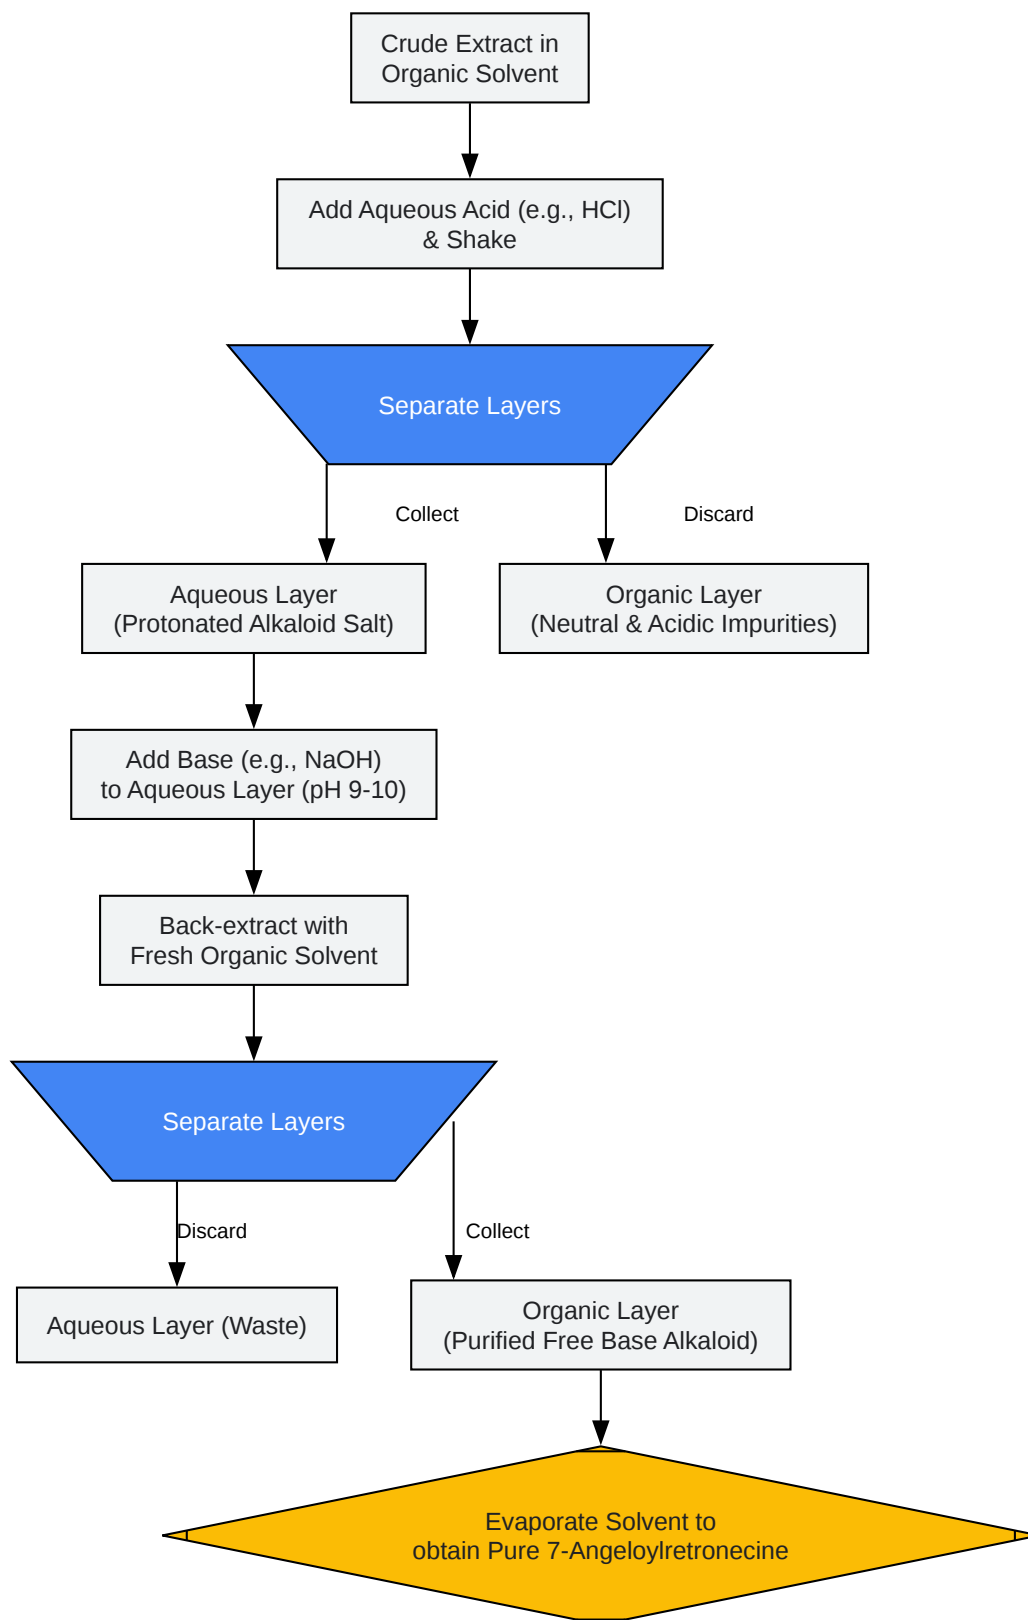 Crude Extract in
Organic Solvent
Add Aqueous Acid (e.g., HCl)
& Shake
Separate Layers
Collect
Discard
Aqueous Layer
(Protonated Alkaloid Salt)
Organic Layer
(Neutral & Acidic Impurities)
Add Base (e.g., NaOH)
to Aqueous Layer (pH 9-10)
Back-extract with
Fresh Organic Solvent
Separate Layers
Discard
Collect
Aqueous Layer (Waste)
Organic Layer
(Purified Free Base Alkaloid)
Evaporate Solvent to
obtain Pure 7-Angeloylretronecine